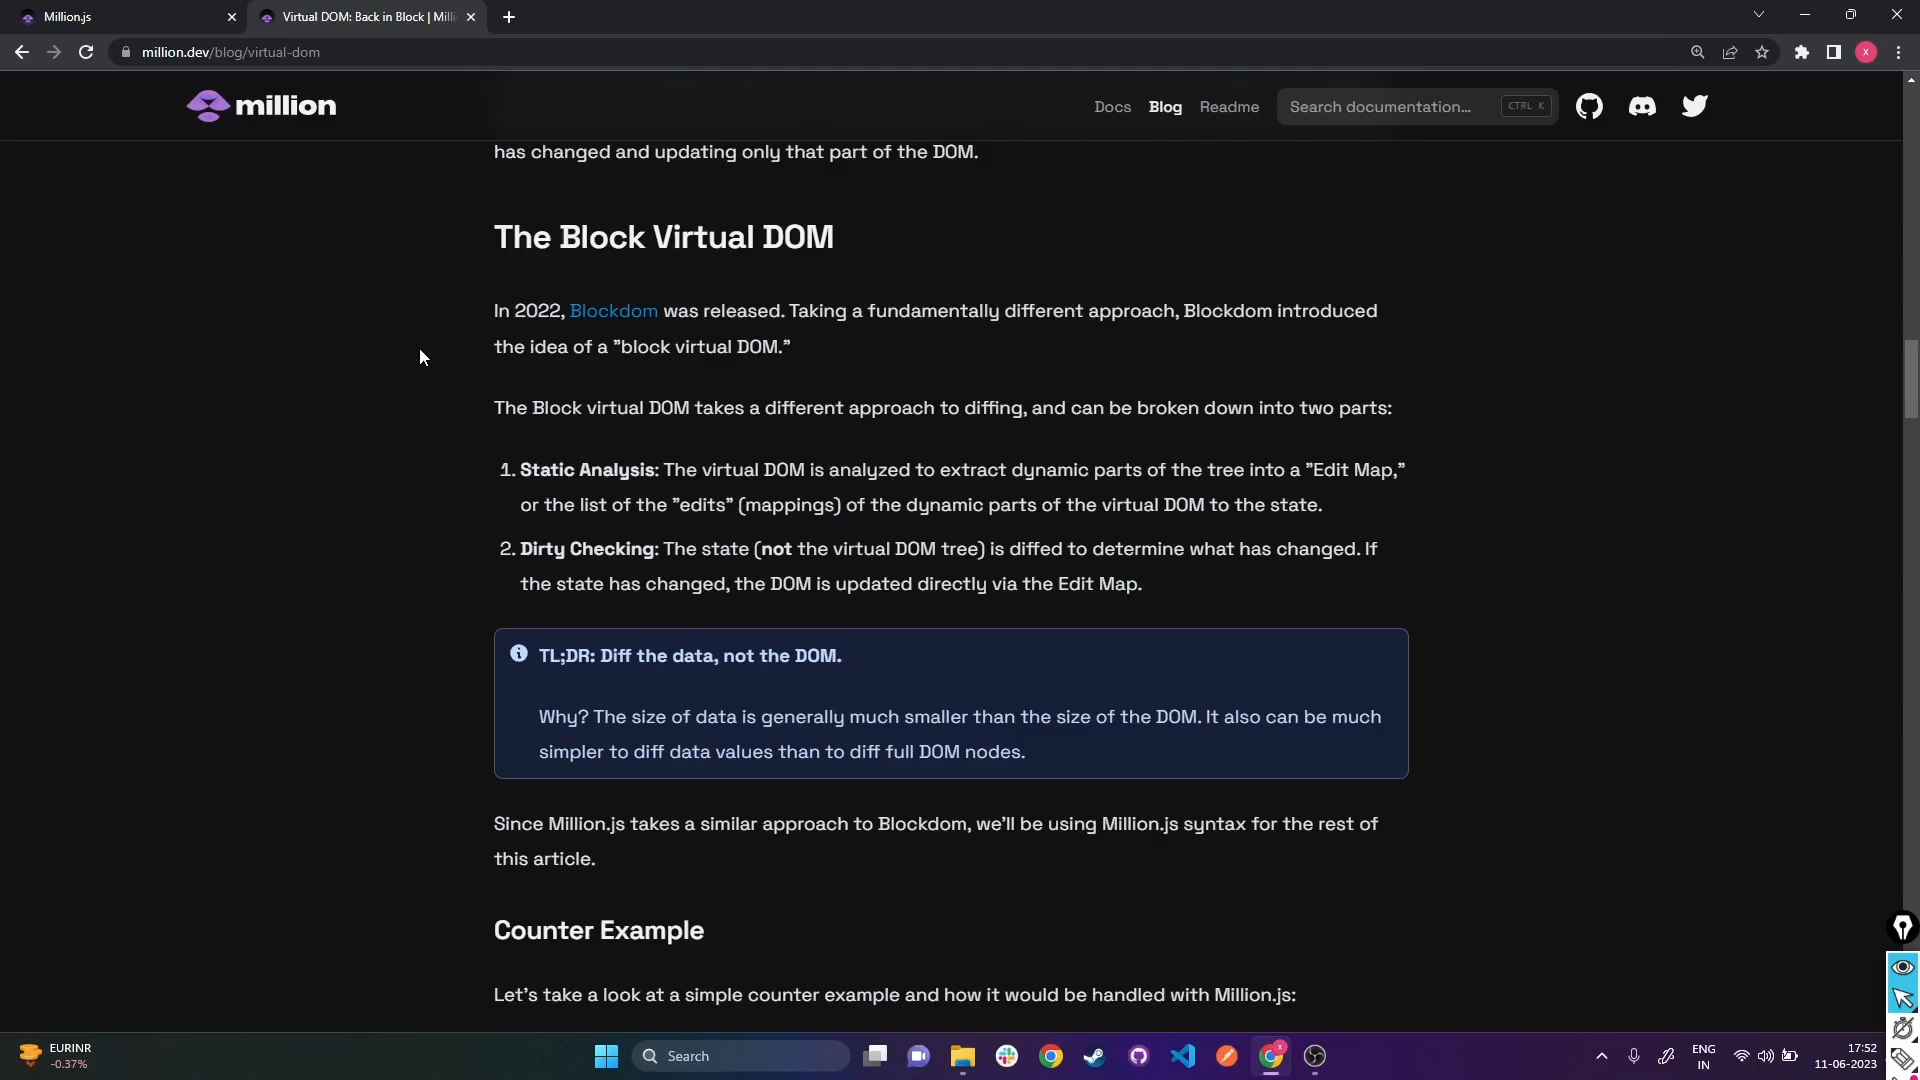 Million.js
Virtual DOM: Back in Block | Milli
million.dev/blog/virtual-dom
million
Docs Blog Readme Search documentation... CTRL K
has changed and updating only that part of the DOM.
The Block Virtual DOM
In 2022, Blockdom was released. Taking a fundamentally different approach, Blockdom introduced
the idea of a "block virtual DOM."
The Block virtual DOM takes a different approach to diffing, and can be broken down into two parts:
1. Static Analysis: The virtual DOM is analyzed to extract dynamic parts of the tree into a "Edit Map,"
or the list of the "edits" (mappings) of the dynamic parts of the virtual DOM to the state.
2. Dirty Checking: The state (not the virtual DOM tree) is diffed to determine what has changed. If
the state has changed, the DOM is updated directly via the Edit Map.
TL;DR: Diff the data, not the DOM.
Why? The size of data is generally much smaller than the size of the DOM. It also can be much
simpler to diff data values than to diff full DOM nodes.
Since Million.js takes a similar approach to Blockdom, we'll be using Million.js syntax for the rest of
this article.
Counter Example
Let's take a look at a simple counter example and how it would be handled with Million.js:
EURINR
-0.37%
Search
ENG
IN
17:52
11-06-2023